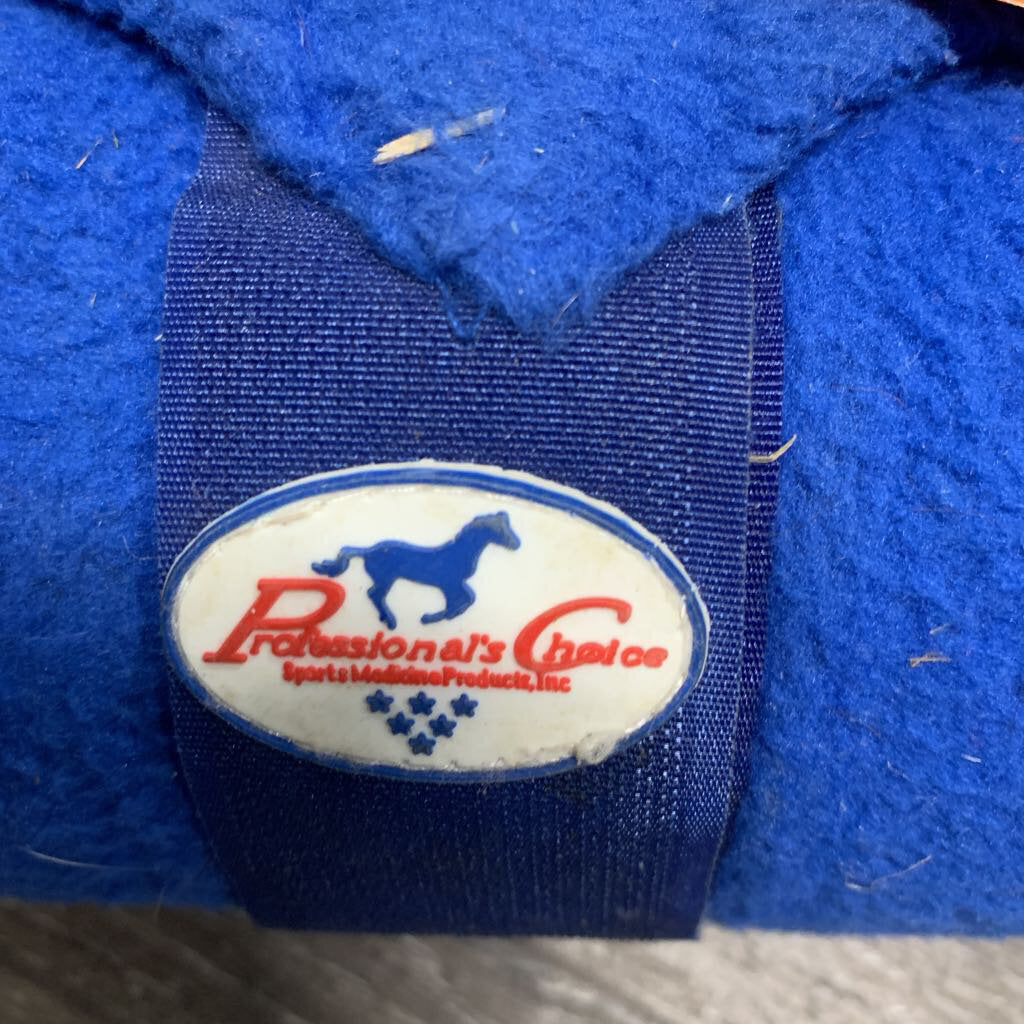 Professional's Choice
Sports Medicine Products, Inc